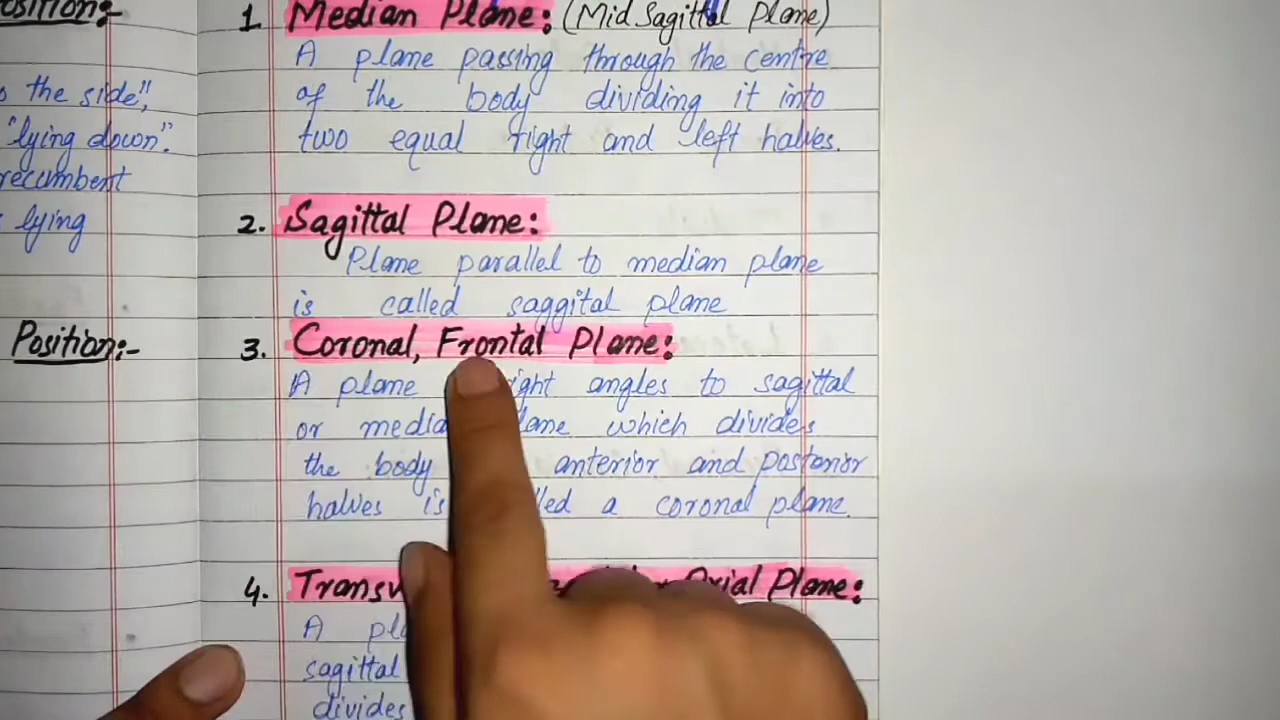 osition:-
o the side",
"lying down".
recumbent
lying
Position:-
1 Median Plane: (Mid Sagittal plane)
A plane passing through the centre
of the body dividing it into
two equal right and left halves.
2. Sagittal Plane:
Plane parallel to median plane
is called saggital plane
3. Coronal, Frontal Plane:
A plane right angles to sagittal
or media lane which divides
the body anterior and posterior
halves is lled a coronal plane.
4. Transv Axial Plane:
A pla
sagittal
divides